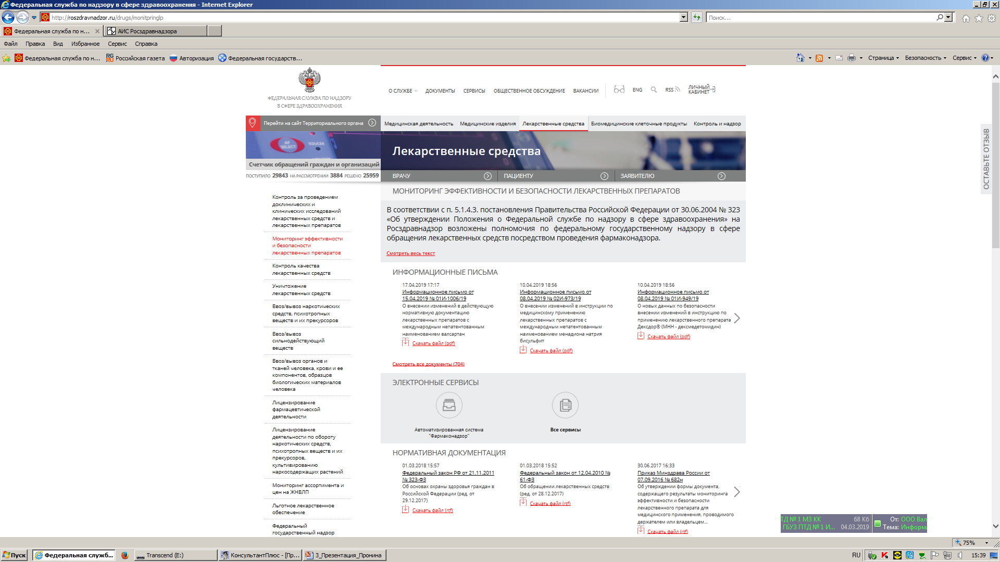 Федеральная служба по надзору в сфере здравоохранения - Internet Explorer
http://roszdravnadzor.ru/drugs/monitpringlp
Поиск...
Федеральная служба по н...
АИС Росздравнадзора
Файл Правка Вид Избранное Сервис Справка
Федеральная служба по н... Российская газета Авторизация Федеральная государств...
Страница Безопасность Сервис
ФЕДЕРАЛЬНАЯ СЛУЖБА ПО НАДЗОРУ
В СФЕРЕ ЗДРАВООХРАНЕНИЯ
О СЛУЖБЕ ДОКУМЕНТЫ СЕРВИСЫ ОБЩЕСТВЕННОЕ ОБСУЖДЕНИЕ ВАКАНСИИ ENG RSS
ЛИЧНЫЙ
КАБИНЕТ
Перейти на сайт Территориального органа
Медицинская деятельность Медицинские изделия Лекарственные средства Биомедицинские клеточные продукты Контроль и надзор
AP
SELECT
XDUCER
Лекарственные средства
Счетчик обращений граждан и организаций
ПОСТУПИЛО 29843 НА РАССМОТРЕНИИ 3884 РЕШЕНО 25959
ВРАЧУ ПАЦИЕНТУ ЗАЯВИТЕЛЮ
ОСТАВЬТЕ ОТЗЫВ
Контроль за проведением
доклинических и
клинических исследований
лекарственных средств и
лекарственных препаратов
Мониторинг эффективности
и безопасности
лекарственных препаратов
Контроль качества
лекарственных средств
Уничтожение
лекарственных средств
Ввоз/вывоз наркотических
средств, психотропных
веществ и их прекурсоров
Ввоз/вывоз
сильнодействующий
веществ
Ввоз/вывоз органов и
тканей человека, крови и ее
компонентов, образцов
биологических материалов
человека
Лицензирование
фармацевтической
деятельности
Лицензирование
деятельности по обороту
наркотических средств,
психотропных веществ и их
прекурсоров,
культивированию
наркосодержащих растений
Мониторинг ассортимента и
цен на ЖНВЛП
Льготное лекарственное
обеспечение
Федеральный
государственный надзор
МОНИТОРИНГ ЭФФЕКТИВНОСТИ И БЕЗОПАСНОСТИ ЛЕКАРСТВЕННЫХ ПРЕПАРАТОВ
В соответствии с п. 5.1.4.3. постановления Правительства Российской Федерации от 30.06.2004 № 323
«Об утверждении Положения о Федеральной службе по надзору в сфере здравоохранения» на
Росздравнадзор возложены полномочия по федеральному государственному надзору в сфере
обращения лекарственных средств посредством проведения фармаконадзора.
Смотреть весь текст
ИНФОРМАЦИОННЫЕ ПИСЬМА
17.04.2019 17:17
Информационное письмо от
15.04.2019 № 01И-1006/19
О внесении изменений в действующую
нормативную документацию
лекарственных препаратов с
международным непатентованным
наименованием валсартан
Скачать файл (pdf)
10.04.2019 18:56
Информационное письмо от
08.04.2019 № 02И-973/19
О внесении изменений в инструкции по
медицинскому применению
лекарственных препаратов с
международным непатентованным
наименованием менадиона натрия
бисульфит
Скачать файл (pdf)
10.04.2019 18:56
Информационное письмо от
08.04.2019 № 01И-949/19
О новых данных по безопасности
внесении изменений в инструкцию по
применению лекарственного препарата
Дексдор® (МНН - дексмедетомидин)
Скачать файл (pdf)
Смотреть все документы (704)
ЭЛЕКТРОННЫЕ СЕРВИСЫ
Автоматизированная система
"Фармаконадзор"
Все сервисы
НОРМАТИВНАЯ ДОКУМЕНТАЦИЯ
01.03.2018 15:57
Федеральный закон РФ от 21.11.2011
№ 323-ФЗ
Об основах охраны здоровья граждан в
Российской Федерации (ред. от
29.12.2017)
Скачать файл (rtf)
01.03.2018 15:52
Федеральный закон от 12.04.2010 №
61-ФЗ
Об обращении лекарственных средств
(ред. от 28.12.2017)
Скачать файл (rtf)
30.06.2017 16:33
Приказ Минздрава России от
07.09.2016 № 682н
Об утверждении формы документа,
содержащего результаты мониторинга
эффективности и безопасности
лекарственного препарата для
медицинского применения, проводимого
держателем или владельцем...
Скачать файл (rtf)
ТД №1 МЗ КК 68 Кб
ГБУЗ ПТД №1 И... 04.03.2019
От: ООО Вал
Тема: Информ
75%
Пуск
Федеральная служб...
Transcend (E:)
КонсультантПлюс - [Пр...
3_Презентация_Пронина
RU
15:39